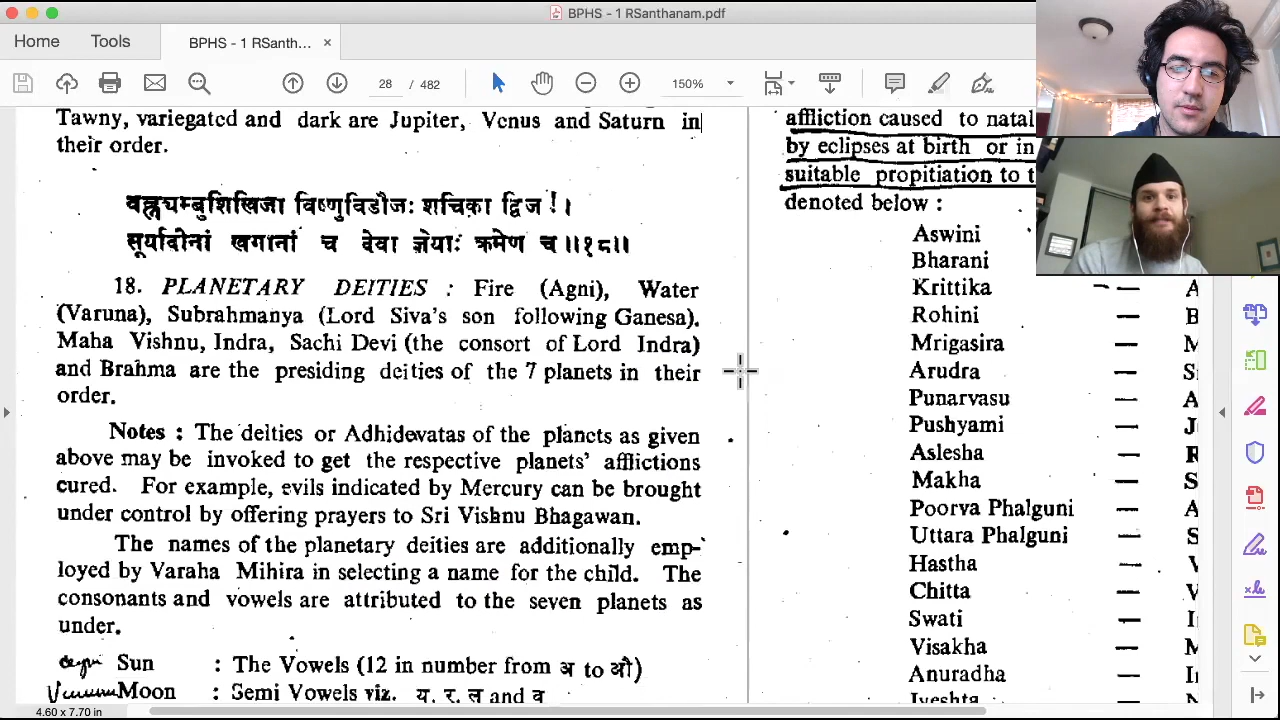 BPHS - 1 RSanthanam.pdf
Home
Tools
BPHS - 1 RSanth...
×
28 / 482
150%
Tawny, variegated and dark are Jupiter, Venus and Saturn in
their order.
वह्न्यम्बुशिखिजा विष्णुविडौजः शचिका द्विज !।
सूर्यादीनां खगानां च देवा ज्ञेयाः क्रमेण च॥१८॥
18. PLANETARY DEITIES : Fire (Agni), Water
(Varuna), Subrahmanya (Lord Siva's son following Ganesa).
Maha Vishnu, Indra, Sachi Devi (the consort of Lord Indra)
and Brahma are the presiding deities of the 7 planets in their
order.
Notes : The deities or Adhidevatas of the planets as given
above may be invoked to get the respective planets' afflictions
cured. For example, evils indicated by Mercury can be brought
under control by offering prayers to Sri Vishnu Bhagawan.
The names of the planetary deities are additionally emp-
loyed by Varaha Mihira in selecting a name for the child. The
consonants and vowels are attributed to the seven planets as
under.
Sun : The Vowels (12 in number from अ to औ)
Moon : Semi Vowels viz. य, र, ल and व
affliction caused to natal
by eclipses at birth or in
suitable propitiation to t
denoted below :
Aswini
Bharani
Krittika — A
Rohini — B
Mrigasira — M
Arudra — S
Punarvasu — A
Pushyami — J
Aslesha — R
Makha — S
Poorva Phalguni — A
Uttara Phalguni — S
Hastha — V
Chitta — V
Swati — I
Visakha — M
Anuradha — I
Jyeshta — N
4.60 x 7.70 in